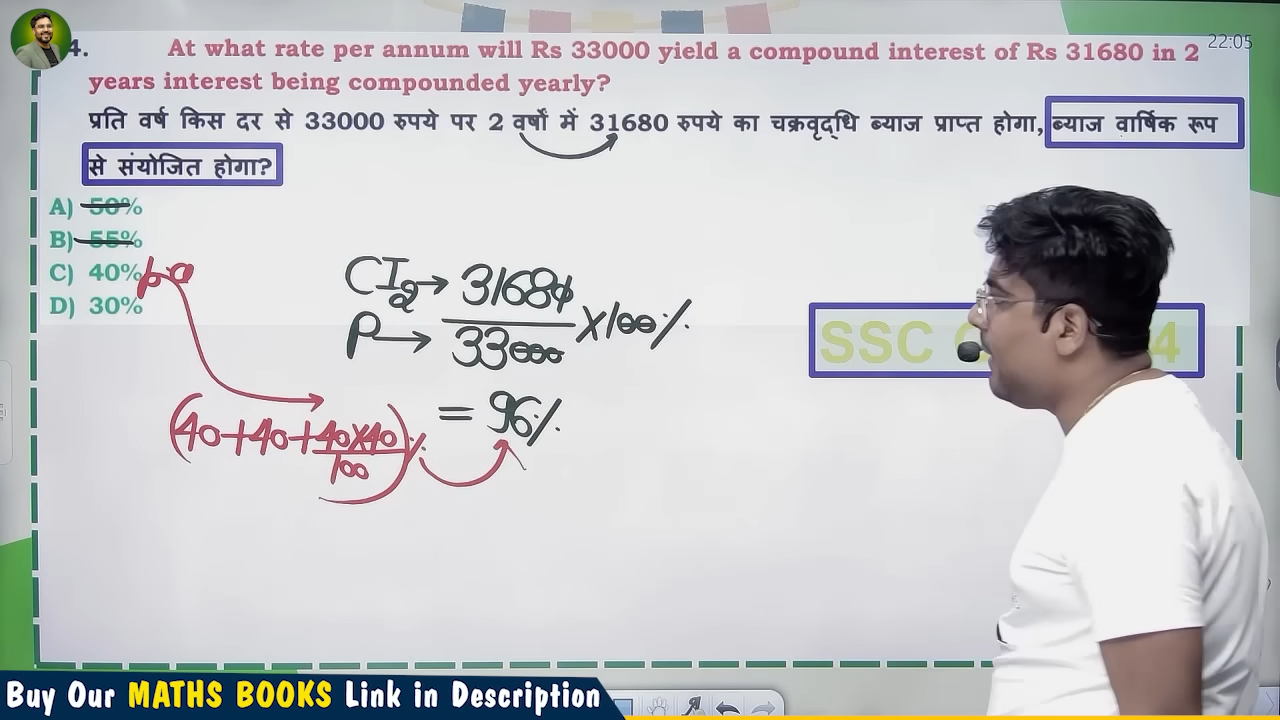 4. At what rate per annum will Rs 33000 yield a compound interest of Rs 31680 in 2
22:05
years interest being compounded yearly?
प्रति वर्ष किस दर से 33000 रुपये पर 2 वर्षों में 31680 रुपये का चक्रवृद्धि ब्याज प्राप्त होगा, ब्याज वार्षिक रूप
से संयोजित होगा?
A) 50%
B) 55%
C) 40%
D) 30%
CI₂→ 31680
P→ 33000
×100%
= 96%
(40+40+40×40/100)%
SSC
4
Buy Our MATHS BOOKS Link in Description